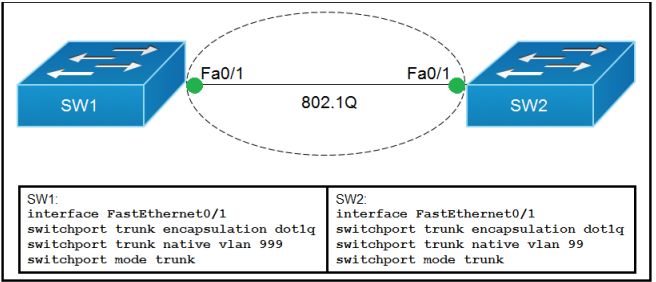 Fa0/1
Fa0/1
SW1
802.1Q
SW2
SW1:
interface FastEthernet0/1
switchport trunk encapsulation dot1q
switchport trunk native vlan 999
switchport mode trunk
SW2:
interface FastEthernet0/1
switchport trunk encapsulation dot1q
switchport trunk native vlan 99
switchport mode trunk